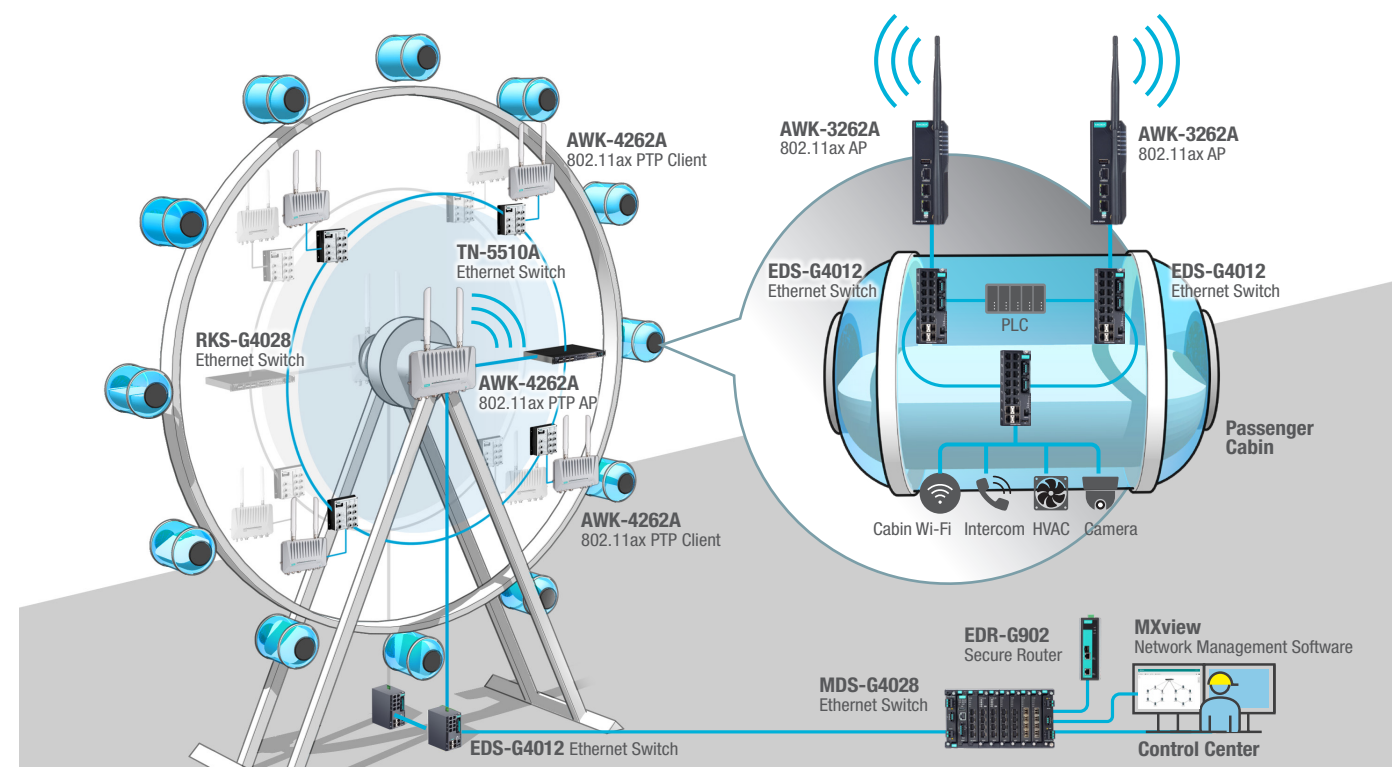 AWK-4262A
802.11ax PTP Client
TN-5510A
Ethernet Switch
RKS-G4028
Ethernet Switch
AWK-4262A
802.11ax PTP AP
AWK-4262A
802.11ax PTP Client
EDS-G4012 Ethernet Switch
AWK-3262A
802.11ax AP
AWK-3262A
802.11ax AP
EDS-G4012
Ethernet Switch
EDS-G4012
Ethernet Switch
PLC
Passenger
Cabin
Cabin Wi-Fi
Intercom
HVAC
Camera
EDR-G902
Secure Router
MXview
Network Management Software
MDS-G4028
Ethernet Switch
Control Center